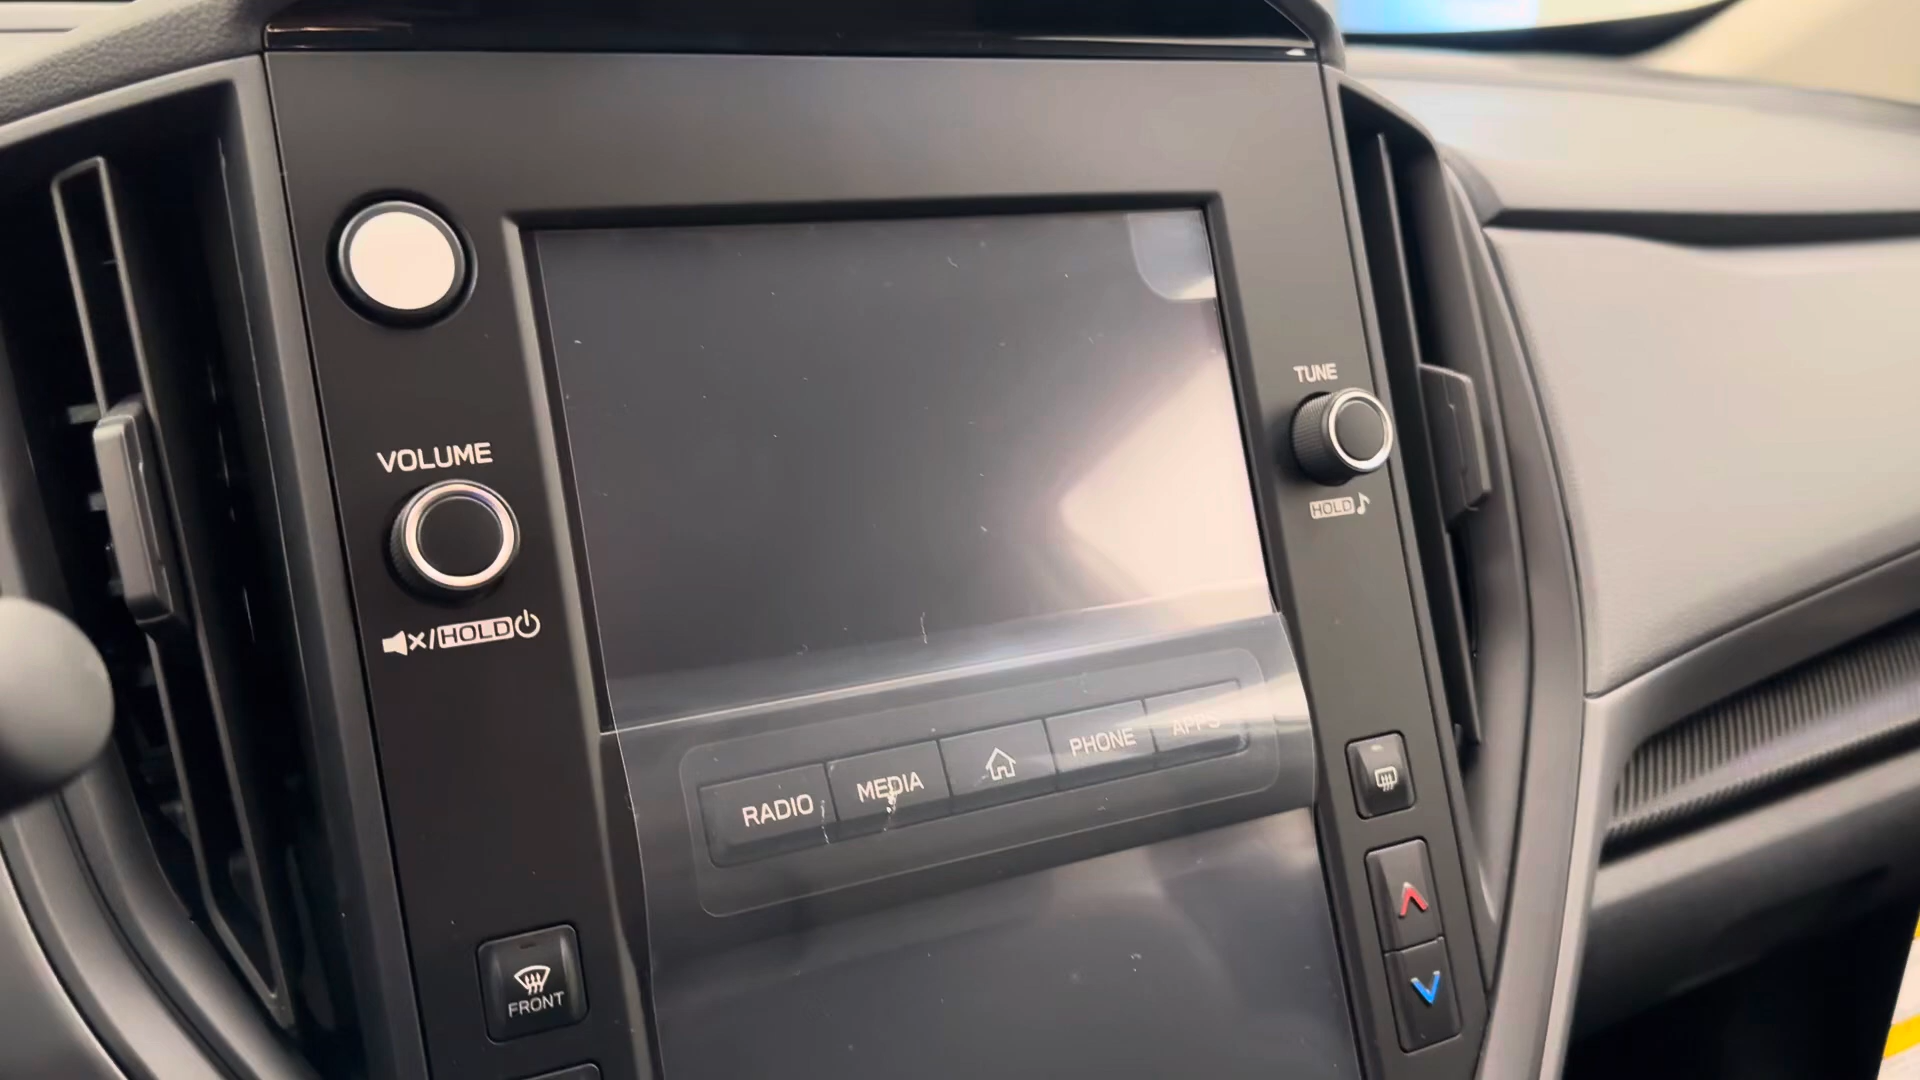 VOLUME
HOLD
TUNE
HOLD
RADIO
MEDIA
PHONE
APPS
FRONT